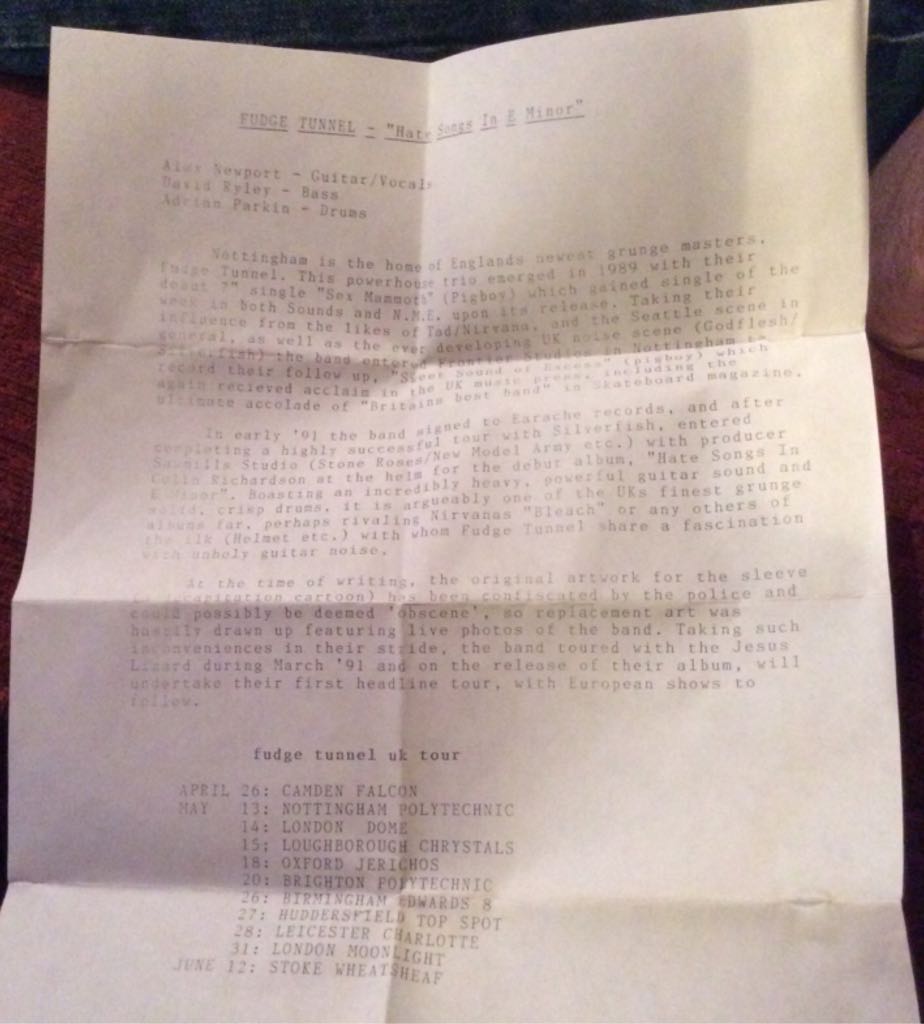 FUDGE TUNNEL - "Hate Songs In E Minor"
Alex Newport - Guitar/Vocals
David Ryley - Bass
Adrian Parkin - Drums
Nottingham is the home of Englands newest grunge masters,
Fudge Tunnel. This powerhouse trio emerged in 1989 with their
debut 7" single "Sex Mammoth" (Pigboy) which gained single of the
week in both Sounds and N.M.E. upon its release. Taking their
influence from the likes of Tad/Nirvana, and the Seattle scene in
general, as well as the ever developing UK noise scene (Godflesh/
Silverfish) the band entered Frontier Studios in Nottingham to
record their follow up, "Sweet Sound of Excess" (pigboy) which
again recieved acclaim in the UK music press, including the
ultimate accolade of "Britains best band" in Skateboard magazine.
In early '91 the band signed to Earache records, and after
completing a highly successful tour with Silverfish, entered
Sawmills Studio (Stone Roses/New Model Army etc.) with producer
Colin Richardson at the helm for the debut album, "Hate Songs In
E Minor". Boasting an incredibly heavy, powerful guitar sound and
solid, crisp drums, it is argueably one of the UKs finest grunge
albums far, perhaps rivaling Nirvanas "Bleach" or any others of
the ilk (Helmet etc.) with whom Fudge Tunnel share a fascination
with unholy guitar noise.
At the time of writing, the original artwork for the sleeve
(a decapitation cartoon) has been confiscated by the police and
could possibly be deemed 'obscene', so replacement art was
hastily drawn up featuring live photos of the band. Taking such
inconveniences in their stride, the band toured with the Jesus
Lizard during March '91 and on the release of their album, will
undertake their first headline tour, with European shows to
follow.
fudge tunnel uk tour
APRIL 26: CAMDEN FALCON
MAY 13: NOTTINGHAM POLYTECHNIC
14: LONDON DOME
15: LOUGHBOROUGH CHRYSTALS
18: OXFORD JERICHOS
20: BRIGHTON POLYTECHNIC
26: BIRMINGHAM EDWARDS 8
27: HUDDERSFIELD TOP SPOT
28: LEICESTER CHARLOTTE
31: LONDON MOONLIGHT
JUNE 12: STOKE WHEATSHEAF